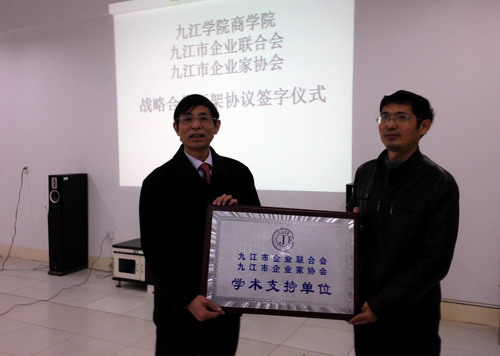 九江学院商学院
九江市企业联合会
九江市企业家协会
战略合 架协议签字仪式
JE
九江市企业联合会
九江市企业家协会
学术支持单位